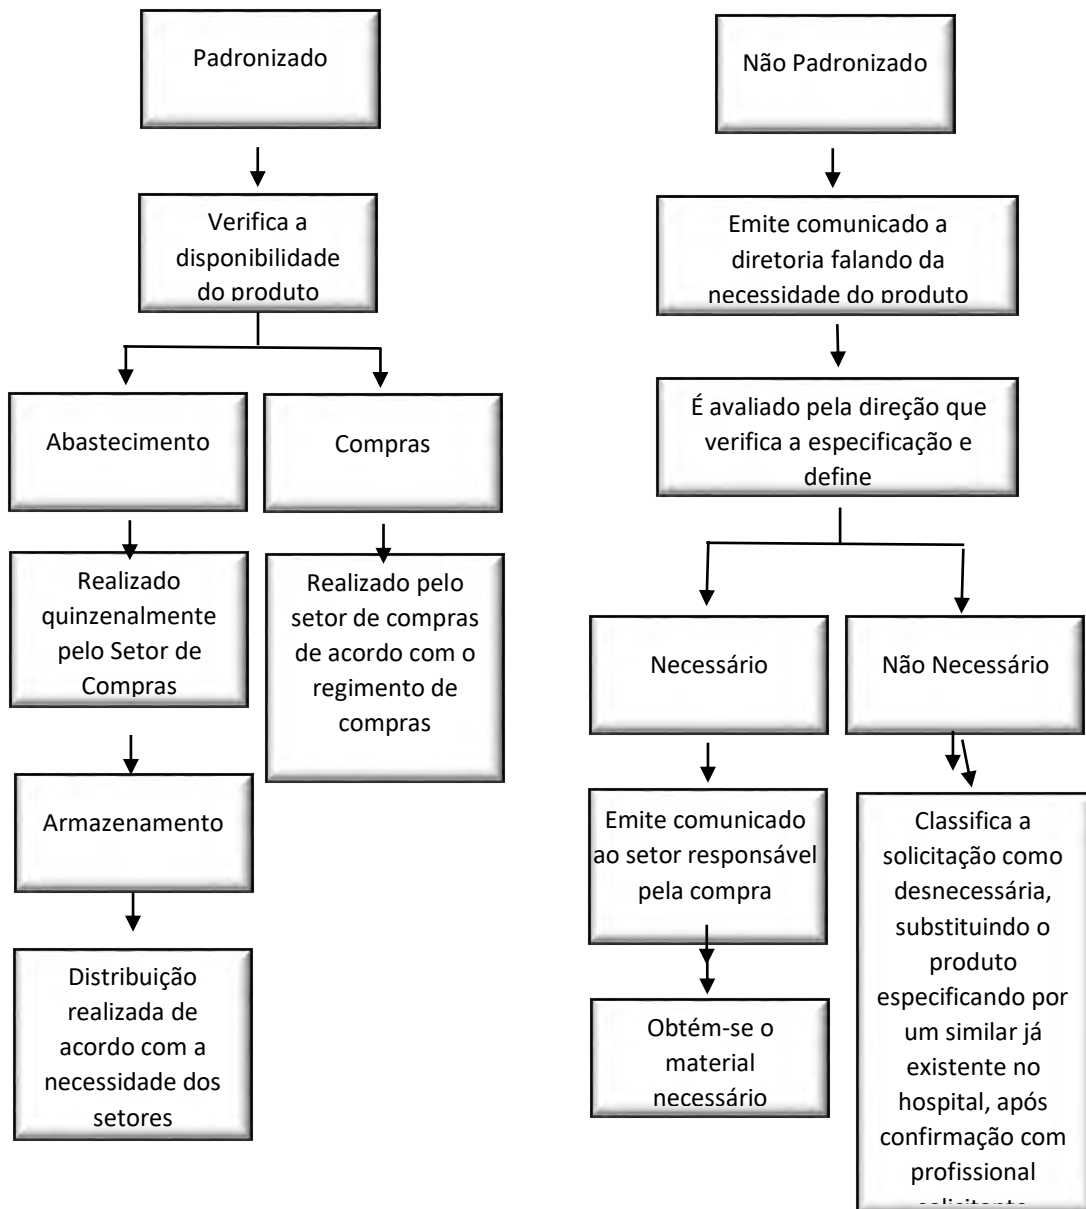 Padronizado
Verifica a
disponibilidade
do produto
Abastecimento
Realizado
quinzenalmente
pelo Setor de
Compras
Armazenamento
Distribuição
realizada de
acordo com a
necessidade dos
setores
Compras
Realizado pelo
setor de compras
de acordo com o
regimento de
compras
Não Padronizado
Emite comunicado a
diretoria falando da
necessidade do produto
É avaliado pela direção que
verifica a especificação e
define
Necessário
Emite comunicado
ao setor responsável
pela compra
Obtém-se o
material
necessário
Não Necessário
Classifica a
solicitação como
desnecessária,
substituindo o
produto
especificando por
um similar já
existente no
hospital, após
confirmação com
profissional